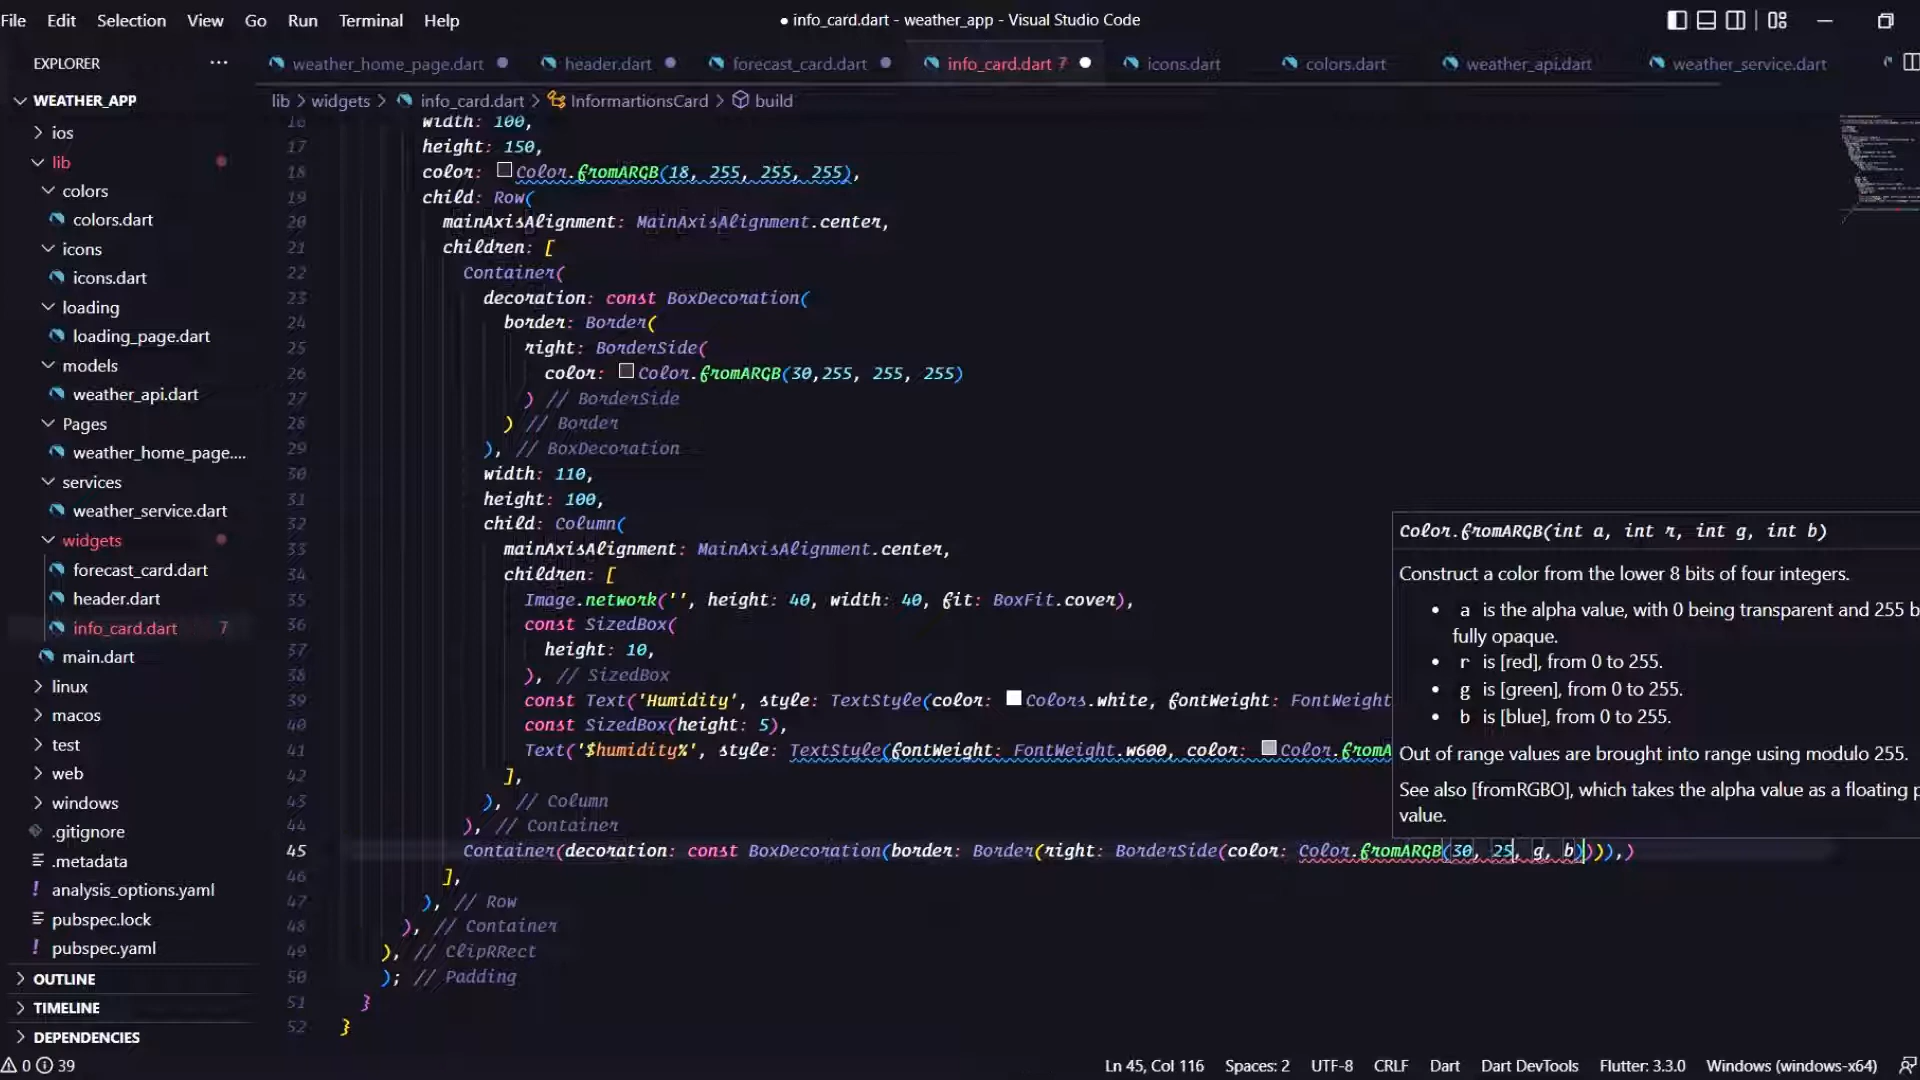 File Edit Selection View Go Run Terminal Help
● info_card.dart - weather_app - Visual Studio Code
EXPLORER ···
WEATHER_APP
ios
lib
colors
colors.dart
icons
icons.dart
loading
loading_page.dart
models
weather_api.dart
Pages
weather_home_page....
services
weather_service.dart
widgets
forecast_card.dart
header.dart
info_card.dart 7
main.dart
linux
macos
test
web
windows
.gitignore
.metadata
analysis_options.yaml
pubspec.lock
pubspec.yaml
OUTLINE
TIMELINE
DEPENDENCIES
weather_home_page.dart header.dart forecast_card.dart info_card.dart 7 icons.dart colors.dart weather_api.dart weather_service.dart
lib > widgets > info_card.dart > InformartionsCard > build
16 width: 100,
17 height: 150,
18 color: Color.fromARGB(18, 255, 255, 255),
19 child: Row(
20 mainAxisAlignment: MainAxisAlignment.center,
21 children: [
22 Container(
23 decoration: const BoxDecoration(
24 border: Border(
25 right: BorderSide(
26 color: Color.fromARGB(30,255, 255, 255)
27 ) // BorderSide
28 ) // Border
29 ), // BoxDecoration
30 width: 110,
31 height: 100,
32 child: Column(
33 mainAxisAlignment: MainAxisAlignment.center,
34 children: [
35 Image.network('', height: 40, width: 40, fit: BoxFit.cover),
36 const SizedBox(
37 height: 10,
38 ), // SizedBox
39 const Text('Humidity', style: TextStyle(color: Colors.white, fontWeight: FontWeight
40 const SizedBox(height: 5),
41 Text('$humidity%', style: TextStyle(fontWeight: FontWeight.w600, color: Color.fromA
42 ],
43 ), // Column
44 ), // Container
45 Container(decoration: const BoxDecoration(border: Border(right: BorderSide(color: Color.fromARGB(30, 25, g, b)))),)
46 ],
47 ), // Row
48 ), // Container
49 ), // ClipRRect
50 ); // Padding
51 }
52 }
Color.fromARGB(int a, int r, int g, int b)
Construct a color from the lower 8 bits of four integers.
• a is the alpha value, with 0 being transparent and 255 b
fully opaque.
• r is [red], from 0 to 255.
• g is [green], from 0 to 255.
• b is [blue], from 0 to 255.
Out of range values are brought into range using modulo 255.
See also [fromRGBO], which takes the alpha value as a floating p
value.
0 39
Ln 45, Col 116 Spaces: 2 UTF-8 CRLF Dart Dart DevTools Flutter: 3.3.0 Windows (windows-x64)